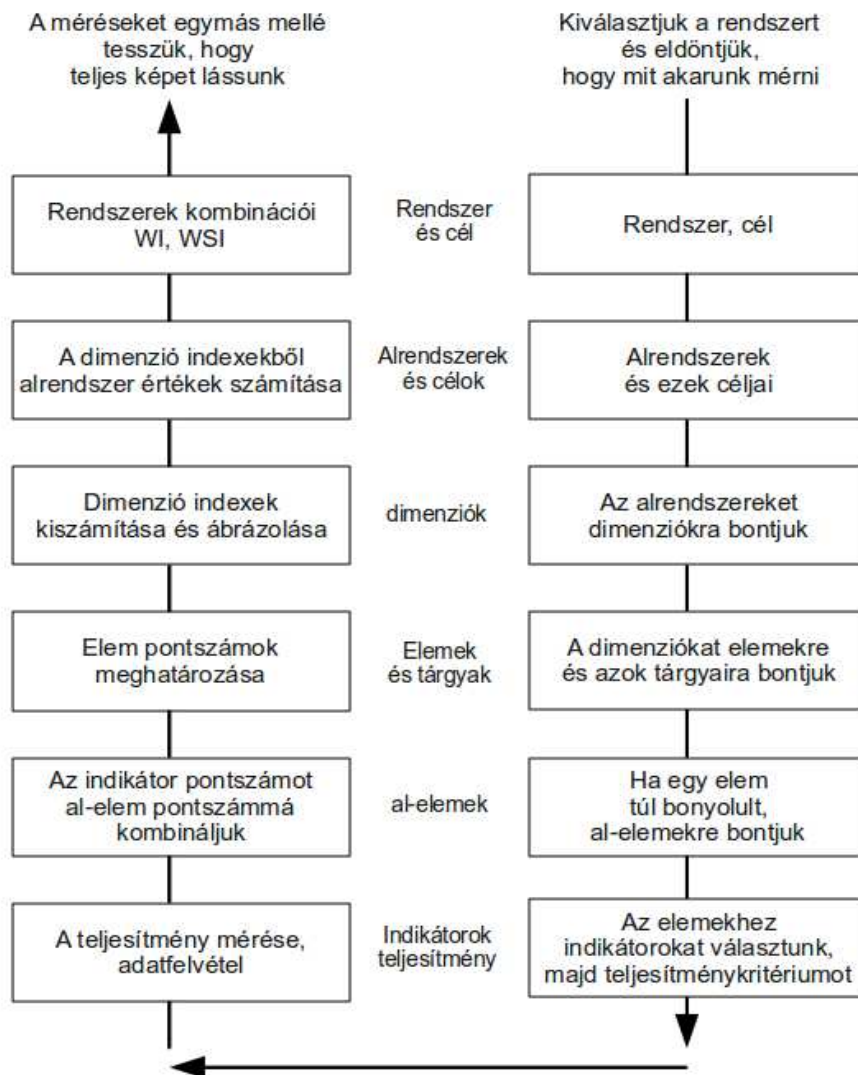 A méréseket egymás mellé
tesszük, hogy
teljes képet lássunk
Kiválasztjuk a rendszert
és eldöntjük,
hogy mit akarunk mérni
Rendszerek kombinációi
WI, WSI
Rendszer
és cél
Rendszer, cél
A dimenzió indexekből
alrendszer értékek számítása
Alrendszerek
és célok
Alrendszerek
és ezek céljai
Dimenzió indexek
kiszámítása és ábrázolása
dimenziók
Az alrendszereket
dimenziókra bontjuk
Elem pontszámok
meghatározása
Elemek
és tárgyak
A dimenziókat elemekre
és azok tárgyaira bontjuk
Az indikátor pontszámot
al-elem pontszámmá
kombináljuk
al-elemek
Ha egy elem
túl bonyolult,
al-elemekre bontjuk
A teljesítmény mérése,
adatfelvétel
Indikátorok
teljesítmény
Az elemekhez
indikátorokat választunk,
majd teljesítménykritériumot